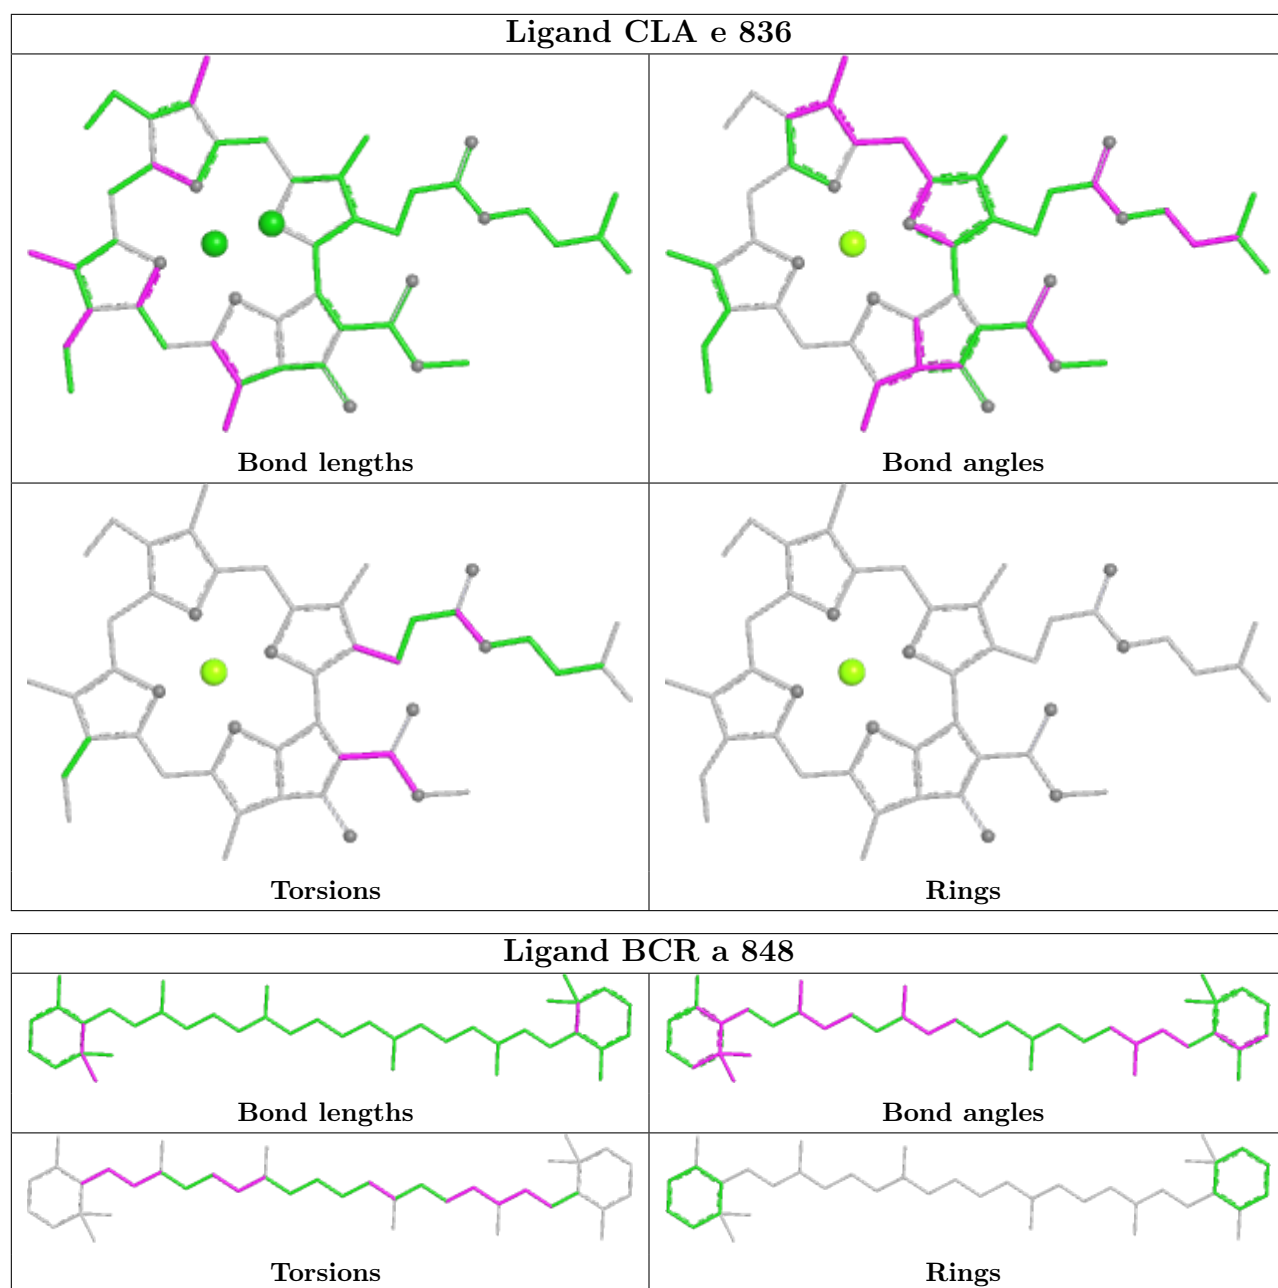 Ligand CLA e 836
Bond lengths
Bond angles
Torsions
Rings
Ligand BCR a 848
Bond lengths
Bond angles
Torsions
Rings